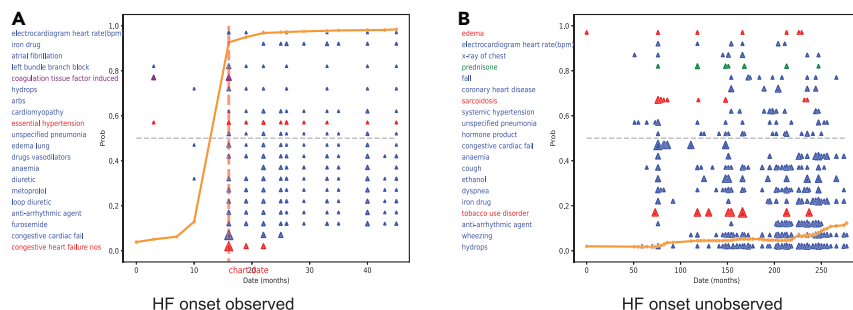 A
electrocardiogram heart rate(bpm)
iron drug
atrial fibrillation
left bundle branch block
coagulation tissue factor induced
hydrops
arbs
cardiomyopathy
essential hypertension
unspecified pneumonia
edema lung
drugs vasodilators
anaemia
diuretic
metoprolol
loop diuretic
anti-arrhythmic agent
furosemide
congestive cardiac fail
congestive heart failure nos
Prob
1,0
0,8
0,6
0,4
0,2
0,0
0 10 20 30 40
chart date
Date (months)
HF onset observed
B
edema
electrocardiogram heart rate(bpm)
x-ray of chest
prednisone
fall
coronary heart disease
sarcoidosis
systemic hypertension
unspecified pneumonia
hormone product
congestive cardiac fail
anaemia
cough
ethanol
dyspnea
iron drug
tobacco use disorder
anti-arrhythmic agent
wheezing
hydrops
Prob
1,0
0,8
0,6
0,4
0,2
0,0
0 50 100 150 200 250
Date (months)
HF onset unobserved